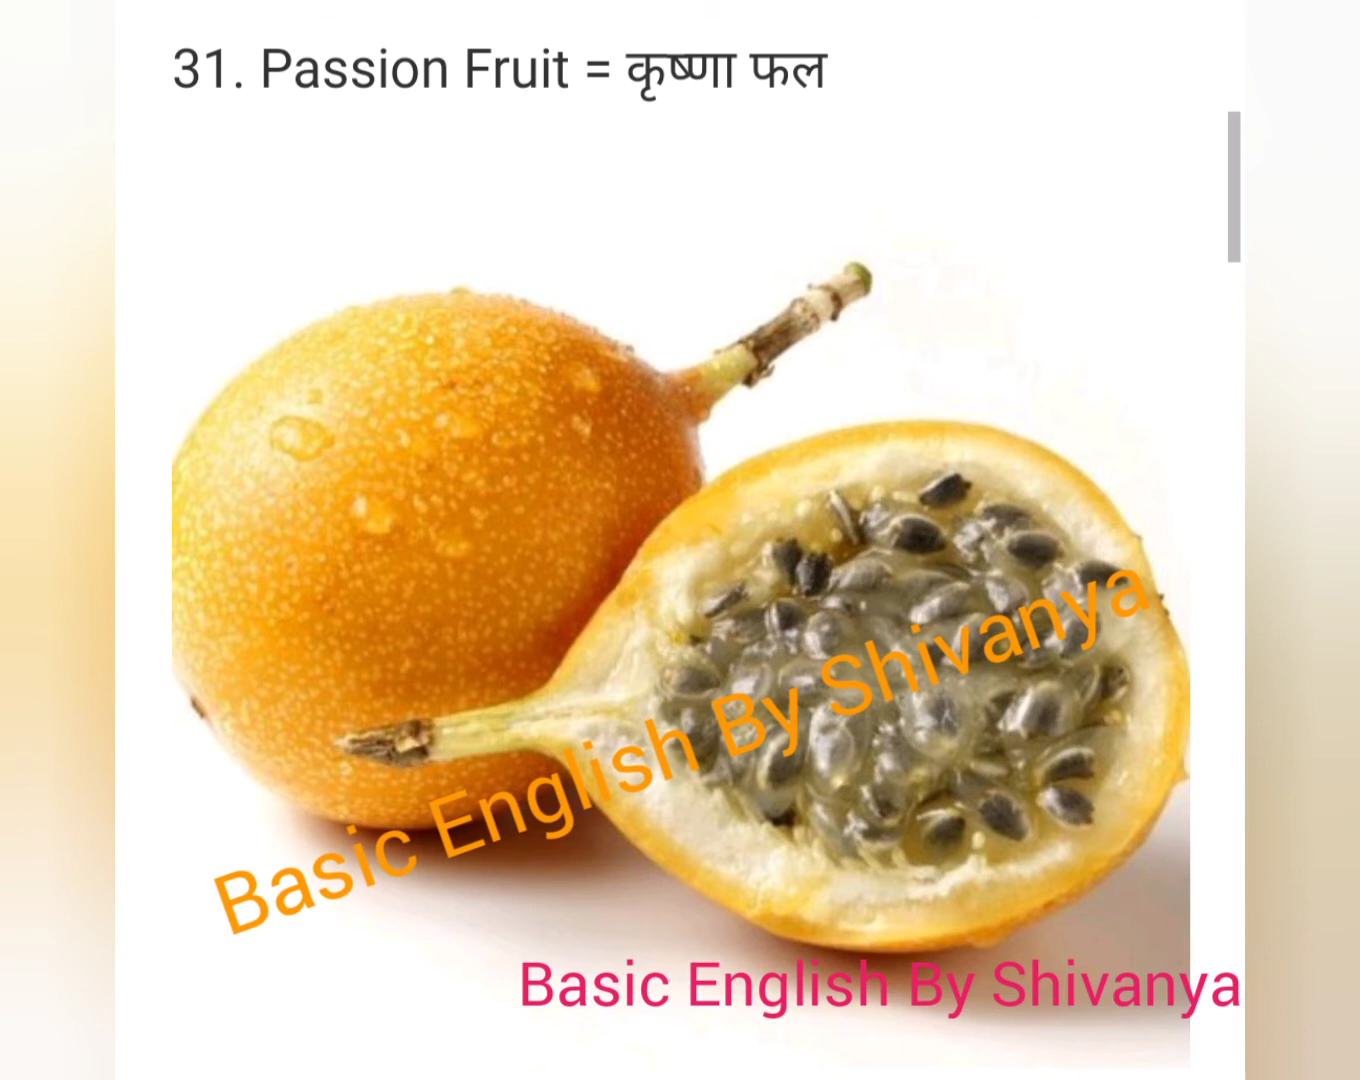 31. Passion Fruit = कृष्णा फल
Basic English By Shivanya
Basic English By Shivanya